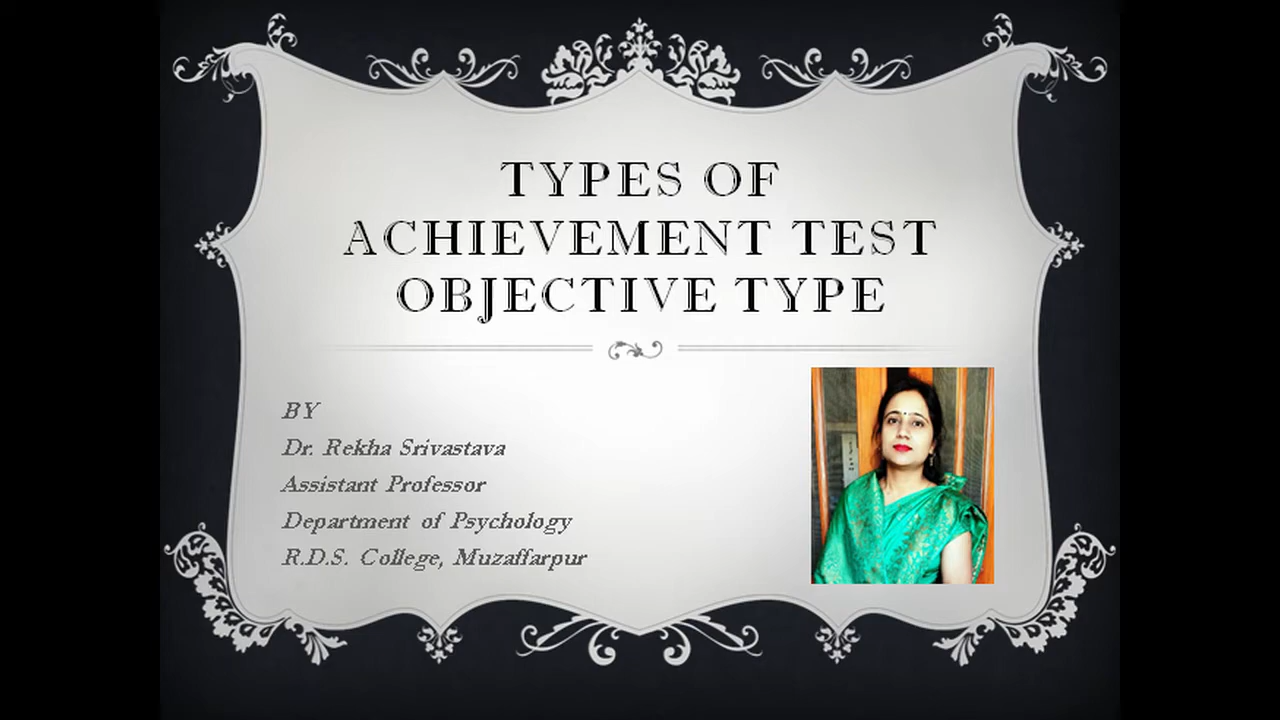 TYPES OF
ACHIEVEMENT TEST
OBJECTIVE TYPE
BY
Dr. Rekha Srivastava
Assistant Professor
Department of Psychology
R.D.S. College, Muzaffarpur